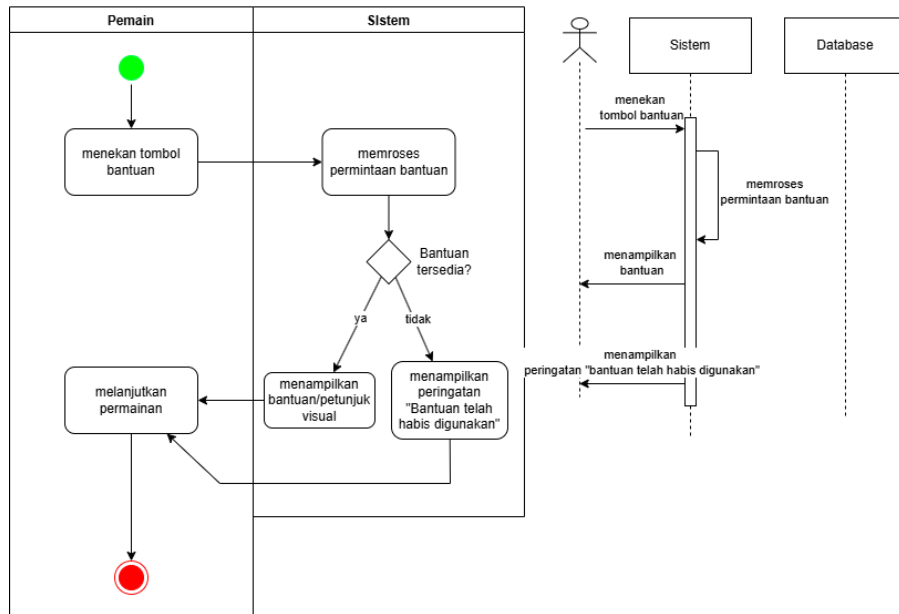 Pemain
SIstem
menekan tombol
bantuan
memroses
permintaan bantuan
Bantuan
tersedia?
ya
tidak
melanjutkan
permainan
menampilkan
bantuan/petunjuk
visual
menampilkan
peringatan
"Bantuan telah
habis digunakan"
Sistem
Database
menekan
tombol bantuan
memroses
permintaan bantuan
menampilkan
bantuan
menampilkan
peringatan "bantuan telah habis digunakan"